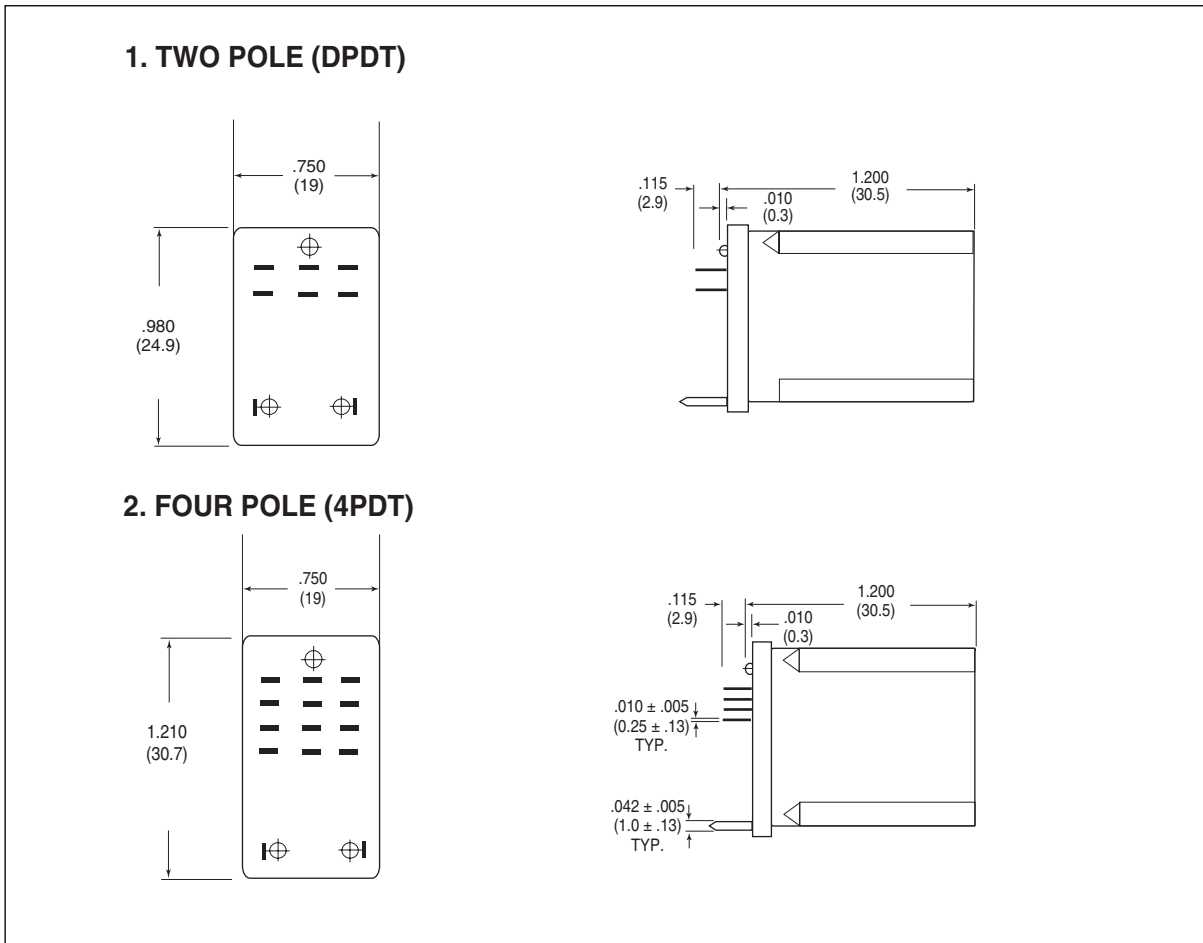 1. TWO POLE (DPDT)
.750
(19)
.980
(24.9)
.115
(2.9)
.010
(0.3)
1.200
(30.5)
2. FOUR POLE (4PDT)
.750
(19)
1.210
(30.7)
.115
(2.9)
.010
(0.3)
1.200
(30.5)
.010 ± .005
(0.25 ± .13)
TYP.
.042 ± .005
(1.0 ± .13)
TYP.